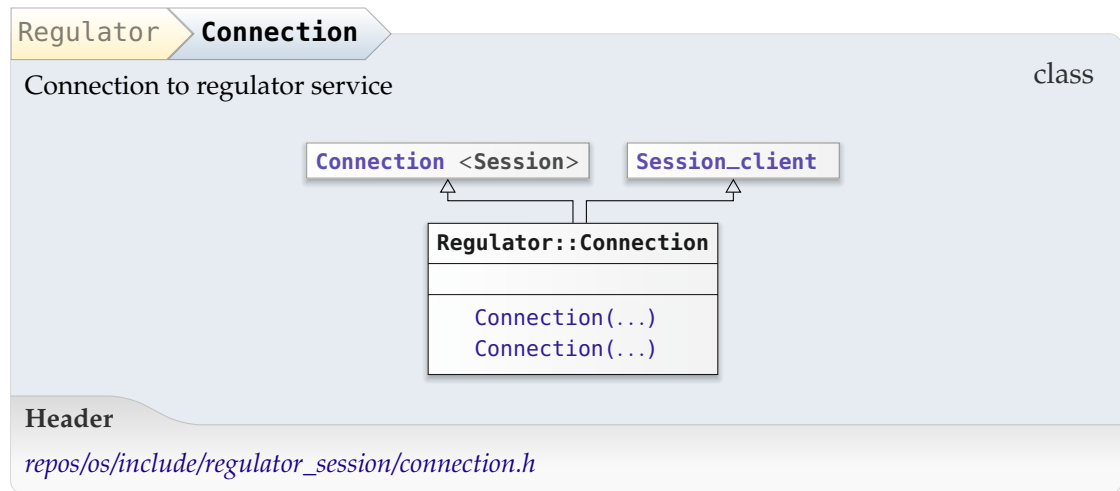 Regulator Connection
class
Connection to regulator service
Connection <Session> Session_client
Regulator::Connection
Connection(...)
Connection(...)
Header
repos/os/include/regulator_session/connection.h